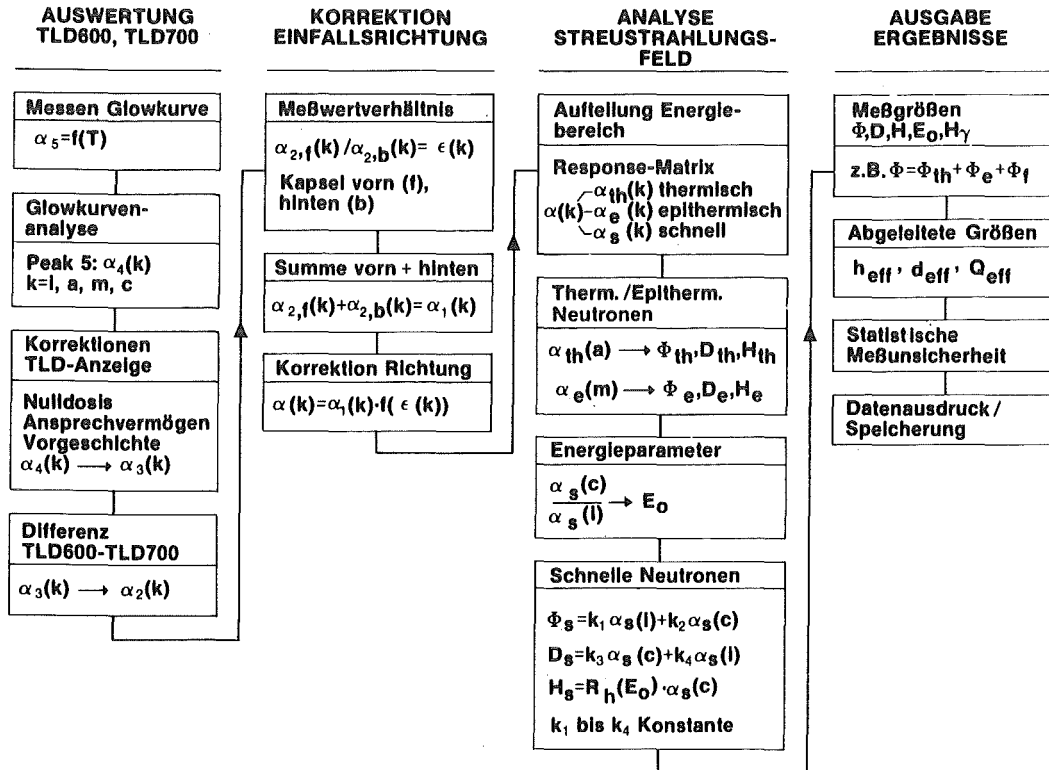 AUSWERTUNG
TLD600, TLD700
Messen Glowkurve
α5=f(T)
Glowkurven-
analyse
Peak 5: α4(k)
k=i, a, m, c
Korrektionen
TLD-Anzeige
Nulldosis
Ansprechvermögen
Vorgeschichte
α4(k) → α3(k)
Differenz
TLD600-TLD700
α3(k) → α2(k)
KORREKTION
EINFALLSRICHTUNG
Meßwertverhältnis
α2,f(k)/α2,b(k)= ϵ(k)
Kapsel vorn (f),
hinten (b)
Summe vorn + hinten
α2,f(k)+α2,b(k)=α1(k)
Korrektion Richtung
α(k)=α1(k)·f( ϵ(k))
ANALYSE
STREUSTRAHLUNGS-
FELD
Aufteilung Energie-
bereich
Response-Matrix
αth(k) thermisch
α(k)-αe (k) epithermisch
αs (k) schnell
Therm./Epitherm.
Neutronen
αth(a) → Φth,Dth,Hth
αe(m) → Φe,De,He
Energieparameter
αs(c)
αs(i) → Eo
Schnelle Neutronen
Φs=k1αs(i)+k2αs(c)
Ds=k3αs(c)+k4αs(i)
Hs=Rh(Eo)·αs(c)
k1 bis k4 Konstante
AUSGABE
ERGEBNISSE
Meßgrößen
Φ,D,H,Eo,Hγ
z.B. Φ=Φth+Φe+Φf
Abgeleitete Größen
heff, deff, Qeff
Statistische
Meßunsicherheit
Datenausdruck/
Speicherung